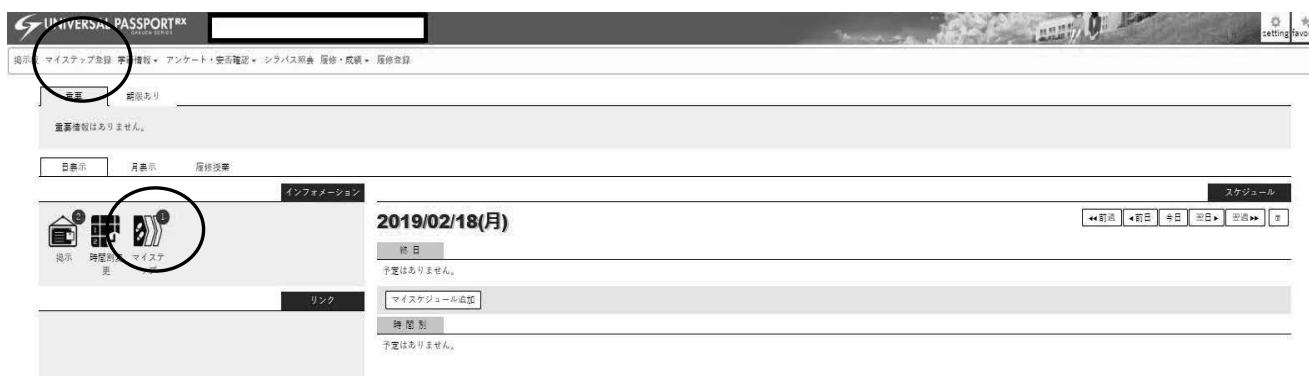 UNIVERSAL PASSPORT RX
GAKUEN SERIES
setting
マイステップ登録 学 情報 アンケート・安否確認 シラバス照会 履修・成績 履修登録
重要 期限あり
重要情報はありません。
日表示 月表示 履修授業
インフォメーション
2 1
掲示 時間割変更 マイステップ
リンク
スケジュール
2019/02/18(月)
前週 前日 今日 翌日 翌週
終日
予定はありません。
マイスケジュール追加
時間別
予定はありません。